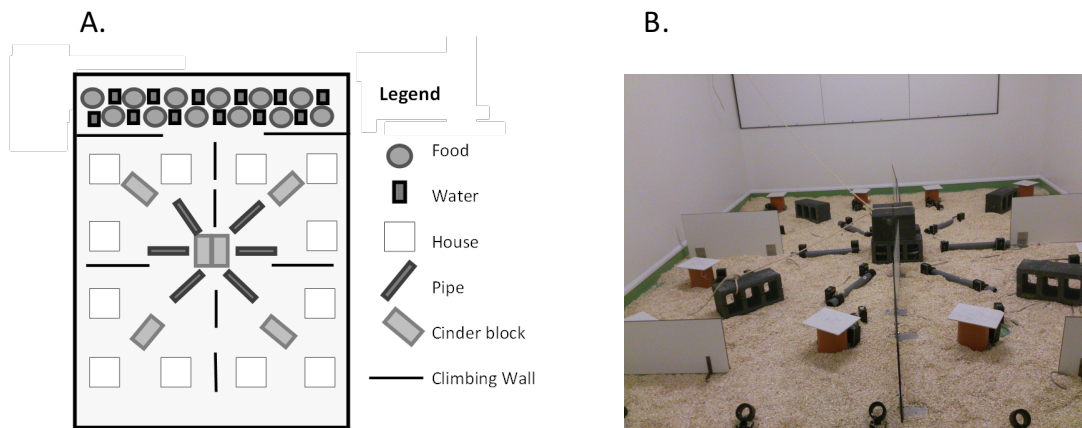 A.
B.
Legend
Food
Water
House
Pipe
Cinder block
Climbing Wall